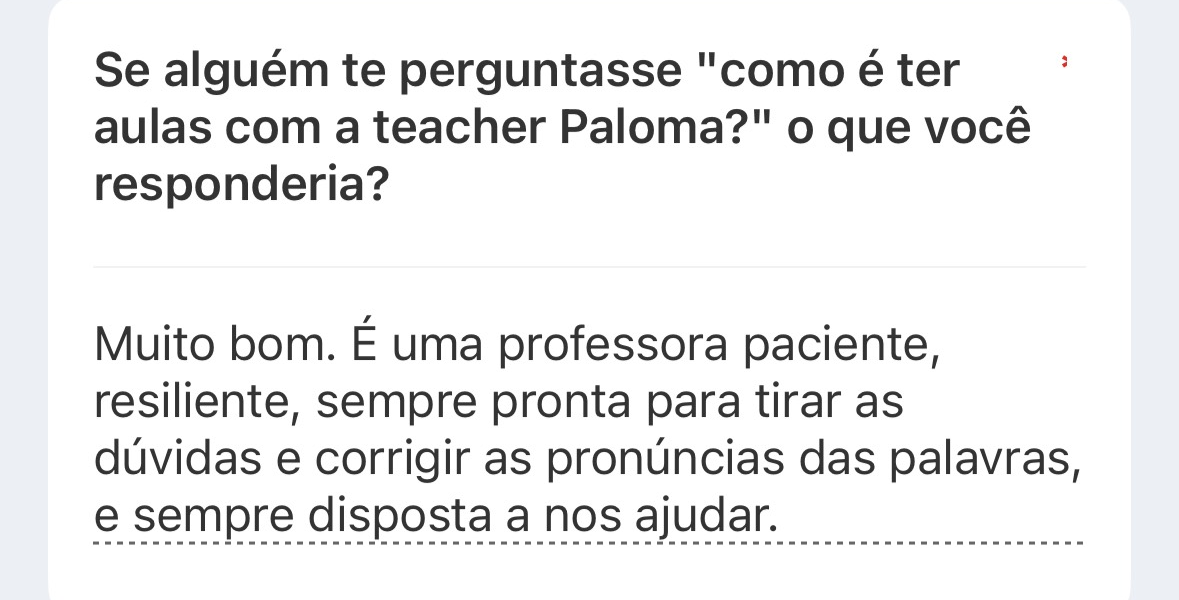 Se alguém te perguntasse "como é ter
aulas com a teacher Paloma?" o que você
responderia?
Muito bom. É uma professora paciente,
resiliente, sempre pronta para tirar as
dúvidas e corrigir as pronúncias das palavras,
e sempre disposta a nos ajudar.